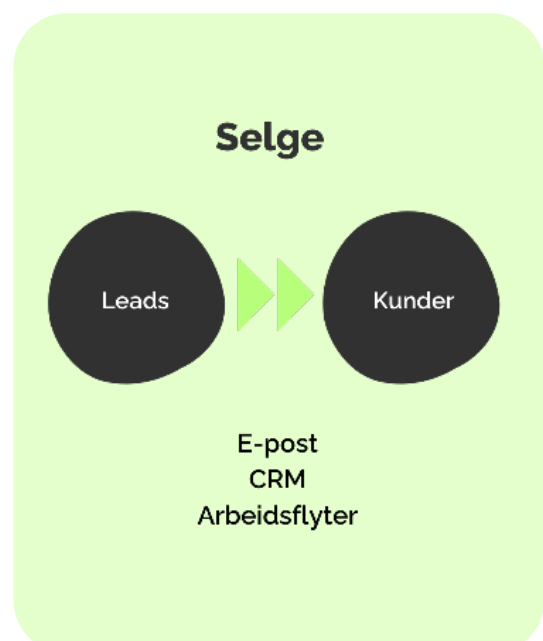 Selge
Leads
Kunder
E-post
CRM
Arbeidsflyter